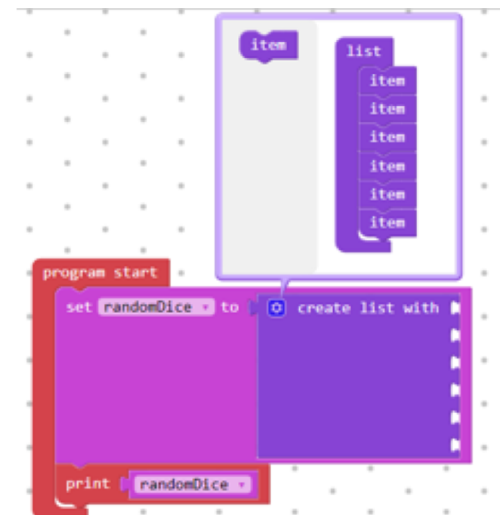 item
list
item
item
item
item
item
item
program start
set randomDice to create list with
print randomDice